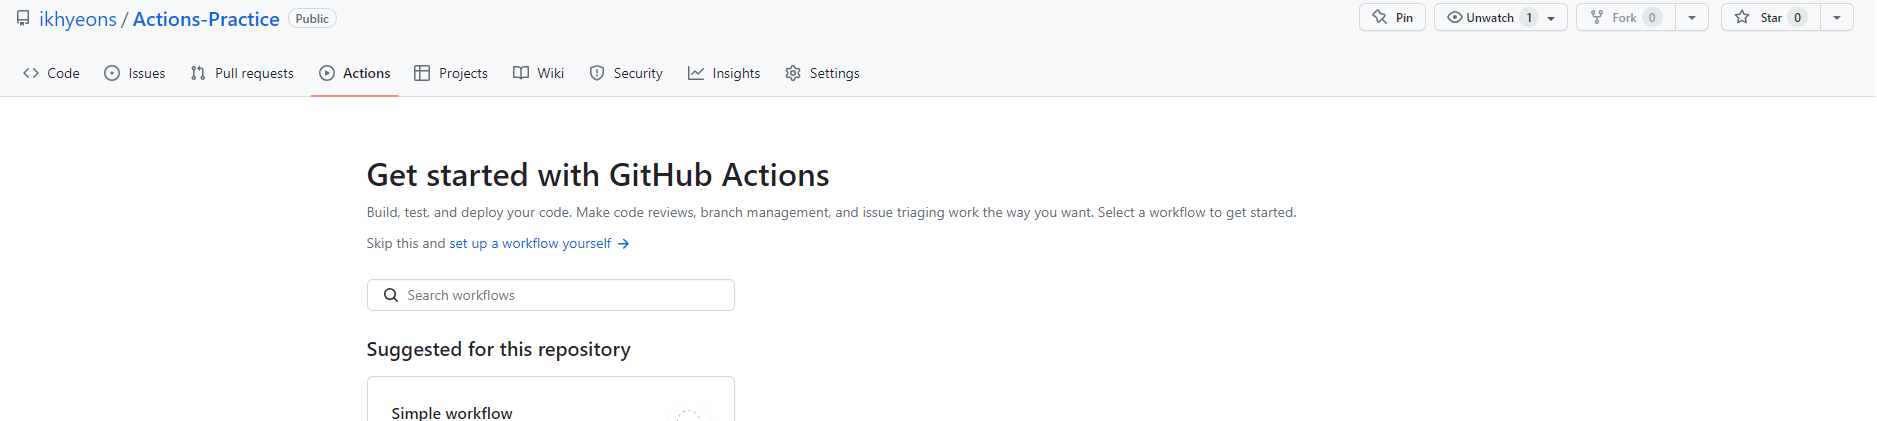 ikhyeons / Actions-Practice Public Pin Unwatch 1 Fork 0 Star 0
Code Issues Pull requests Actions Projects Wiki Security Insights Settings
Get started with GitHub Actions
Build, test, and deploy your code. Make code reviews, branch management, and issue triaging work the way you want. Select a workflow to get started.
Skip this and set up a workflow yourself →
Search workflows
Suggested for this repository
Simple workflow